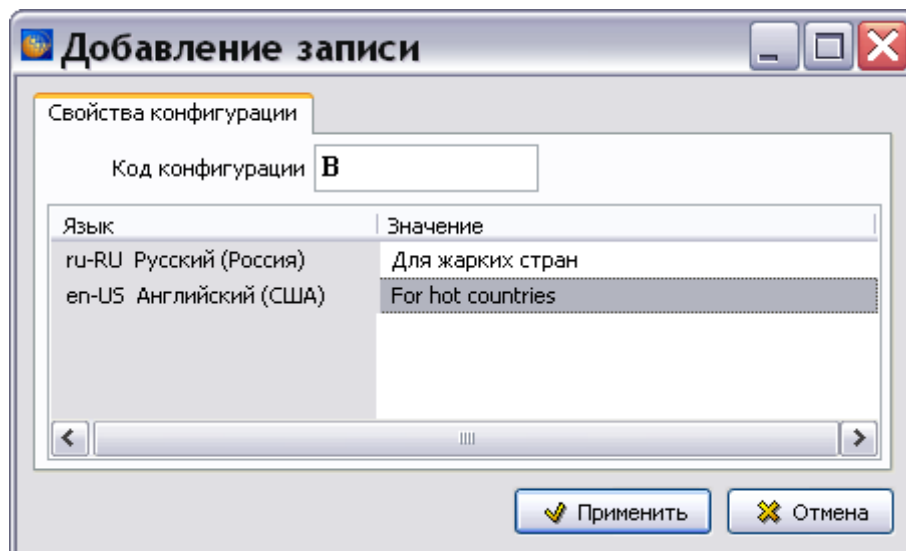 Добавление записи
Свойства конфигурации
Код конфигурации B
Язык Значение
ru-RU Русский (Россия) Для жарких стран
en-US Английский (США) For hot countries
Применить Отмена